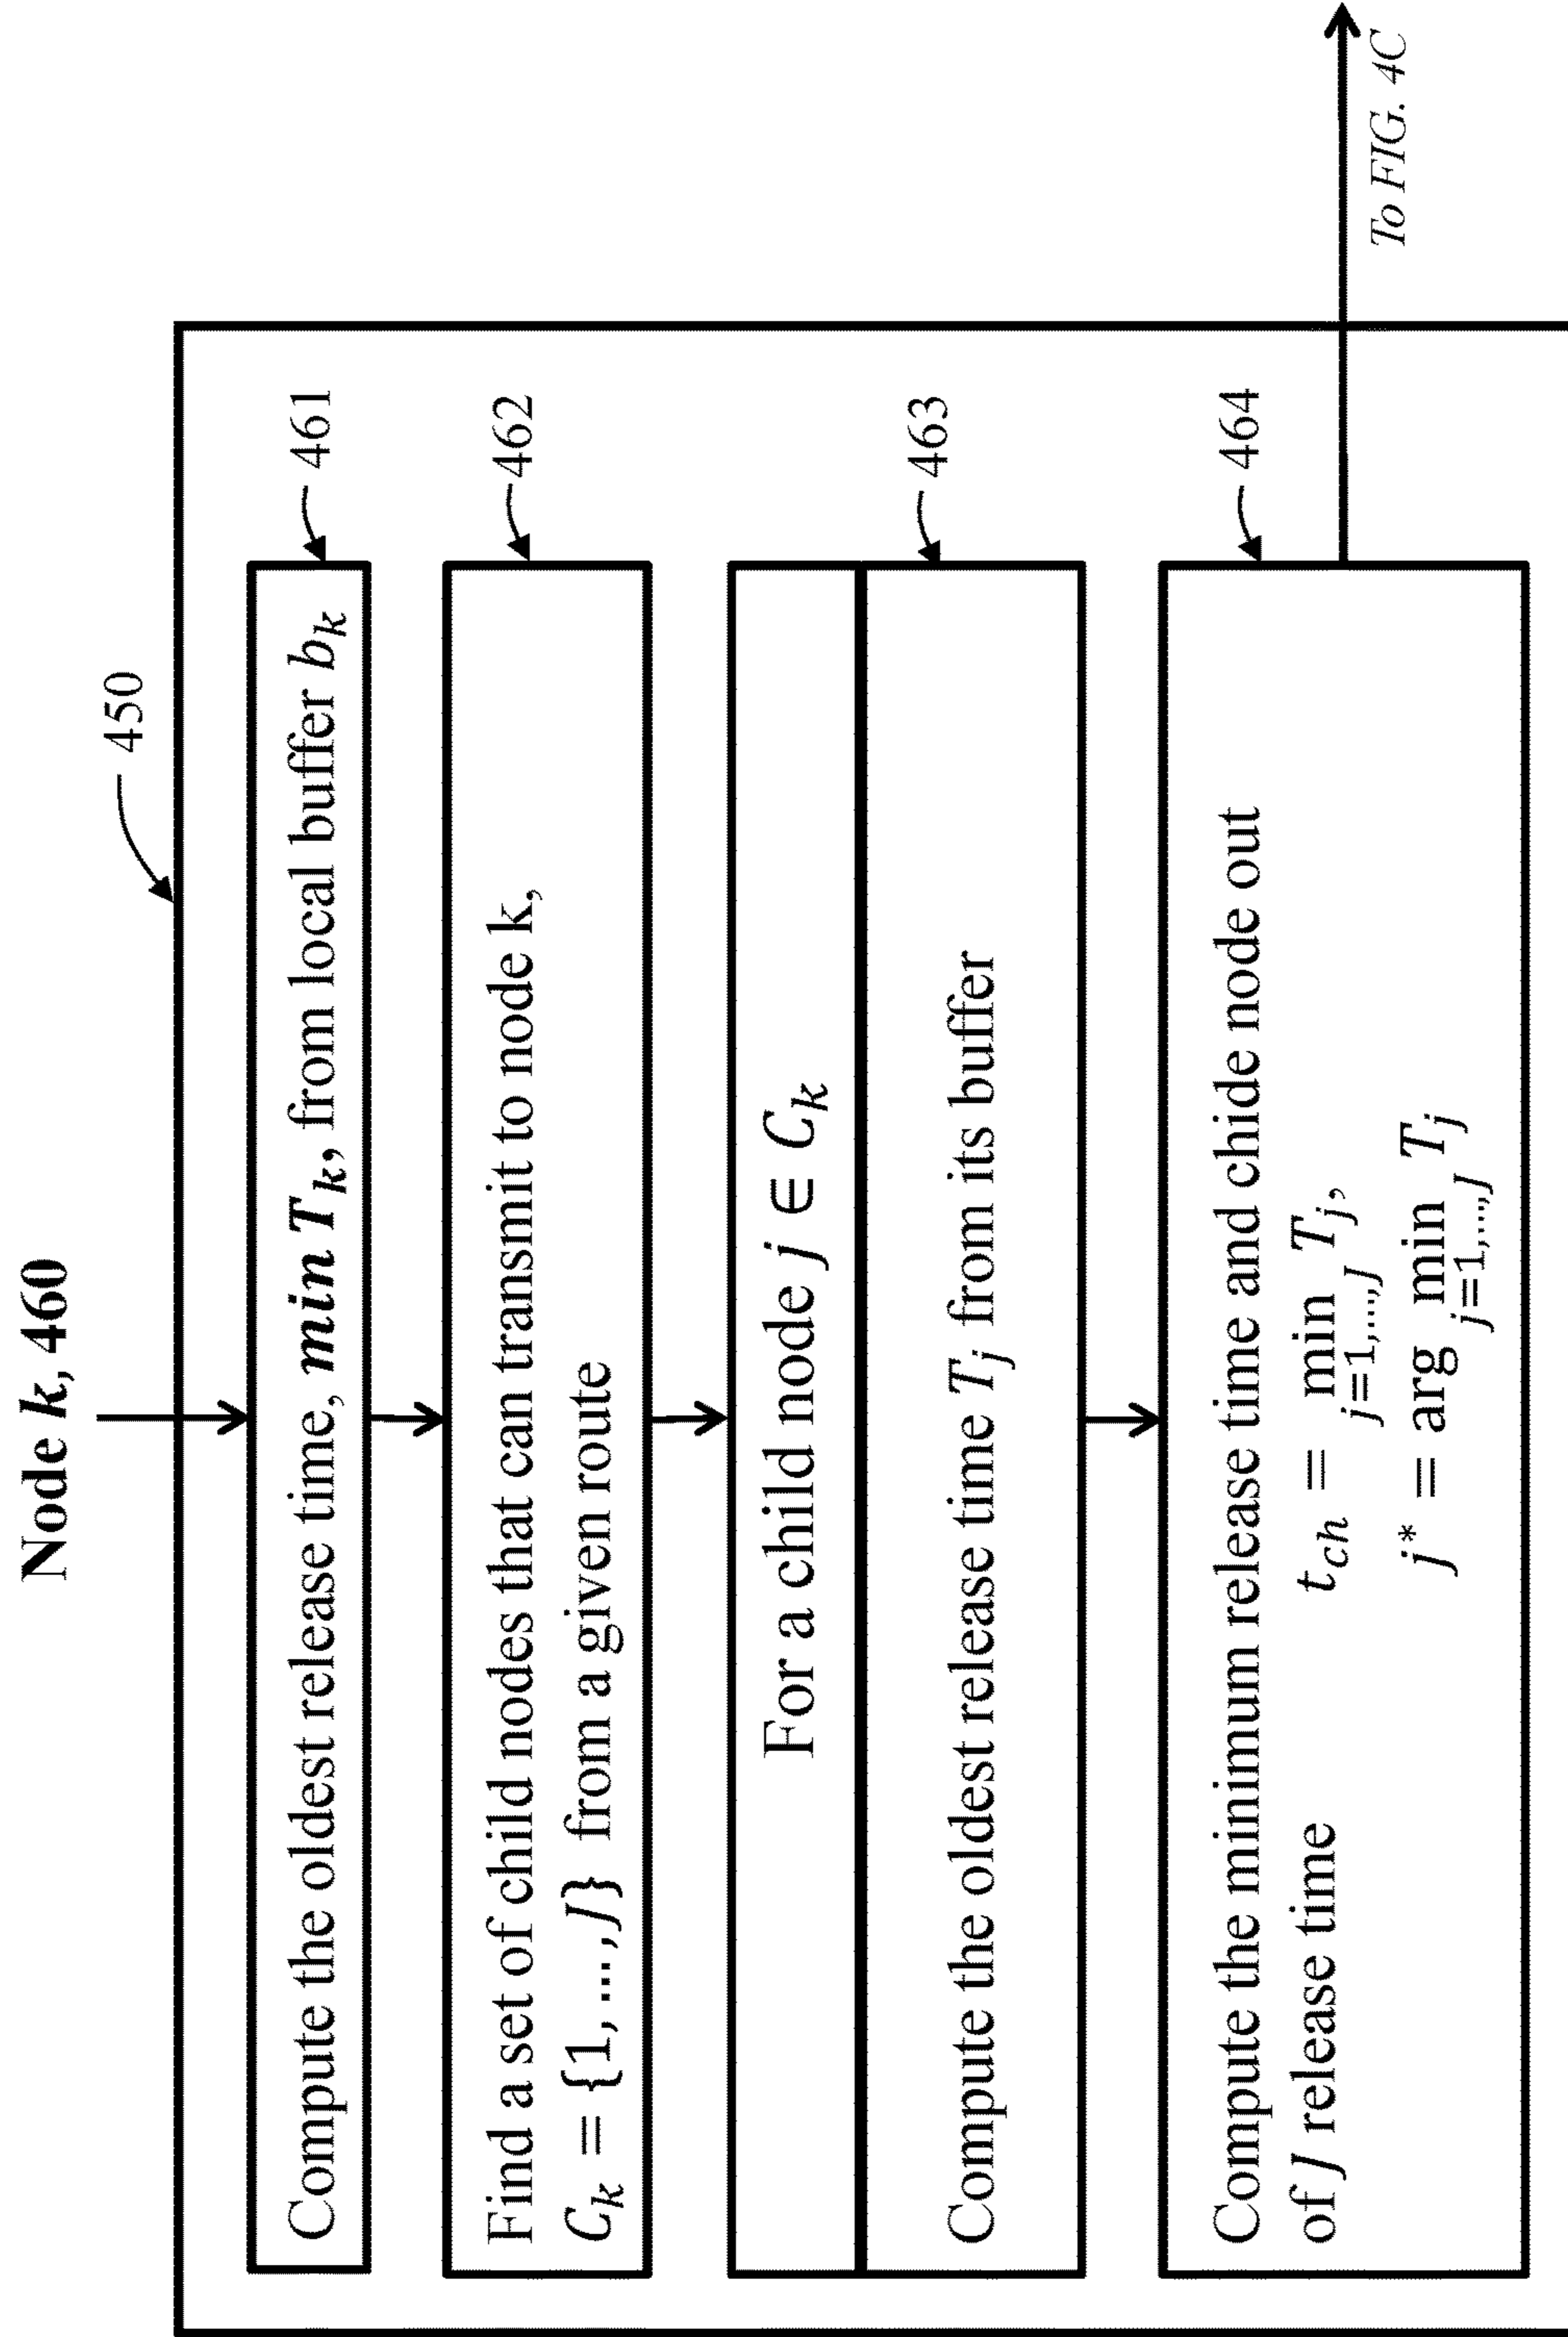 Node k, 460
450
Compute the oldest release time, min T_k, from local buffer b_k
461
Find a set of child nodes that can transmit to node k,
C_k = {1, ..., J} from a given route
462
For a child node j ∈ C_k
Compute the oldest release time T_j from its buffer
463
Compute the minimum release time and chide node out
of J release time
t_ch = min_{j=1,...,J} T_j,
j* = arg min_{j=1,...,J} T_j
464
To FIG. 4C